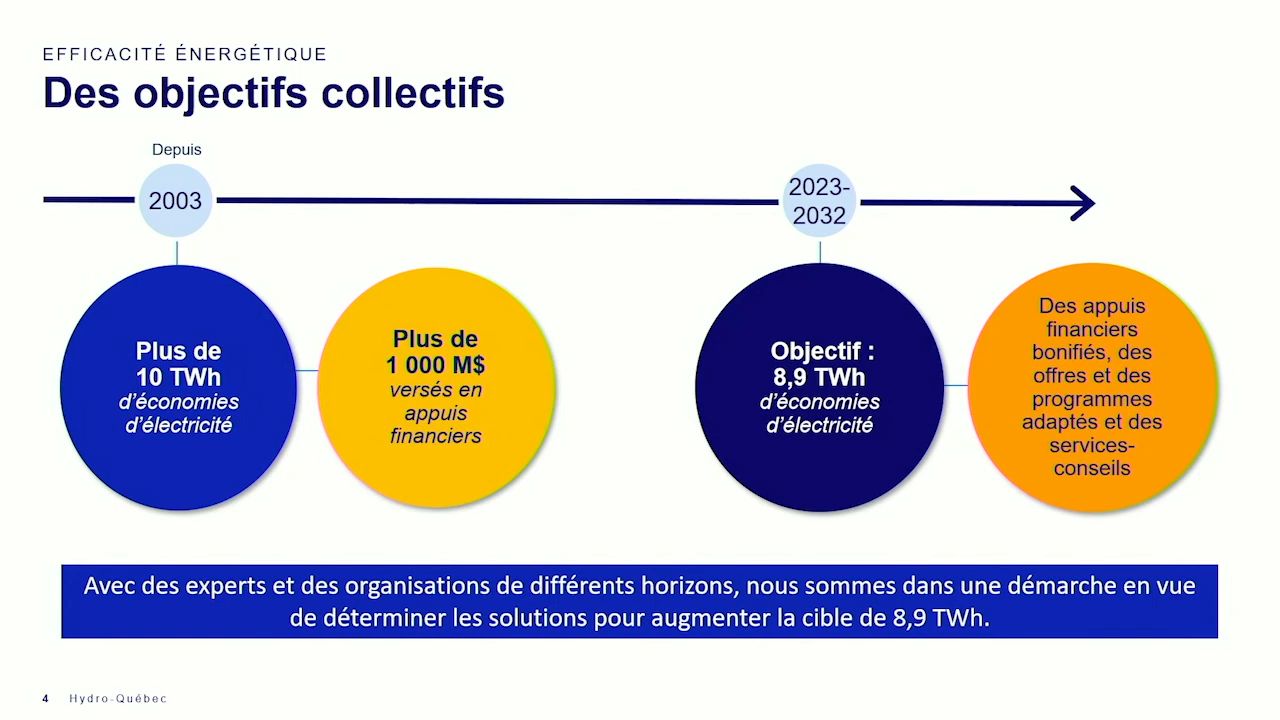 EFFICACITÉ ÉNERGÉTIQUE
Des objectifs collectifs
Depuis
2003
2023-
2032
Plus de
10 TWh
d’économies
d’électricité
Plus de
1 000 M$
versés en
appuis
financiers
Objectif :
8,9 TWh
d’économies
d’électricité
Des appuis
financiers
bonifiés, des
offres et des
programmes
adaptés et des
services-
conseils
Avec des experts et des organisations de différents horizons, nous sommes dans une démarche en vue
de déterminer les solutions pour augmenter la cible de 8,9 TWh.
4 Hydro-Québec